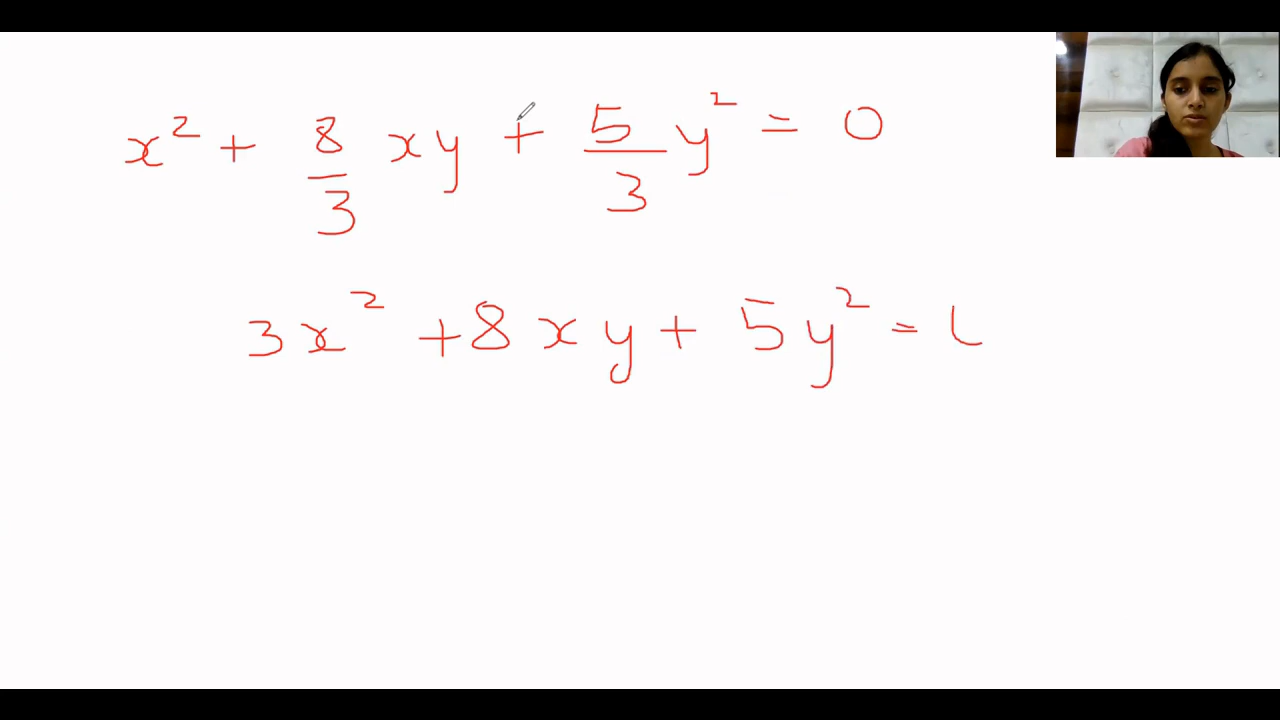 x² + 8/3 xy + 5/3 y² = 0
3x² + 8xy + 5y² =